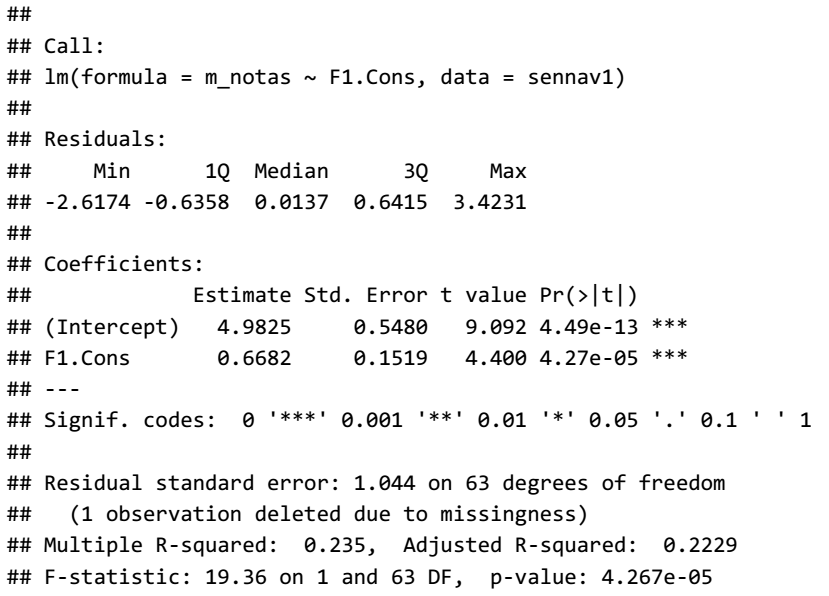 ##
## Call:
## lm(formula = m_notas ~ F1.Cons, data = sennav1)
##
## Residuals:
##     Min      1Q  Median      3Q     Max
## -2.6174 -0.6358  0.0137  0.6415  3.4231
##
## Coefficients:
##             Estimate Std. Error t value Pr(>|t|)
## (Intercept)   4.9825     0.5480   9.092 4.49e-13 ***
## F1.Cons       0.6682     0.1519   4.400 4.27e-05 ***
## ---
## Signif. codes:  0 '***' 0.001 '**' 0.01 '*' 0.05 '.' 0.1 ' ' 1
##
## Residual standard error: 1.044 on 63 degrees of freedom
##   (1 observation deleted due to missingness)
## Multiple R-squared:  0.235, Adjusted R-squared:  0.2229
## F-statistic: 19.36 on 1 and 63 DF,  p-value: 4.267e-05